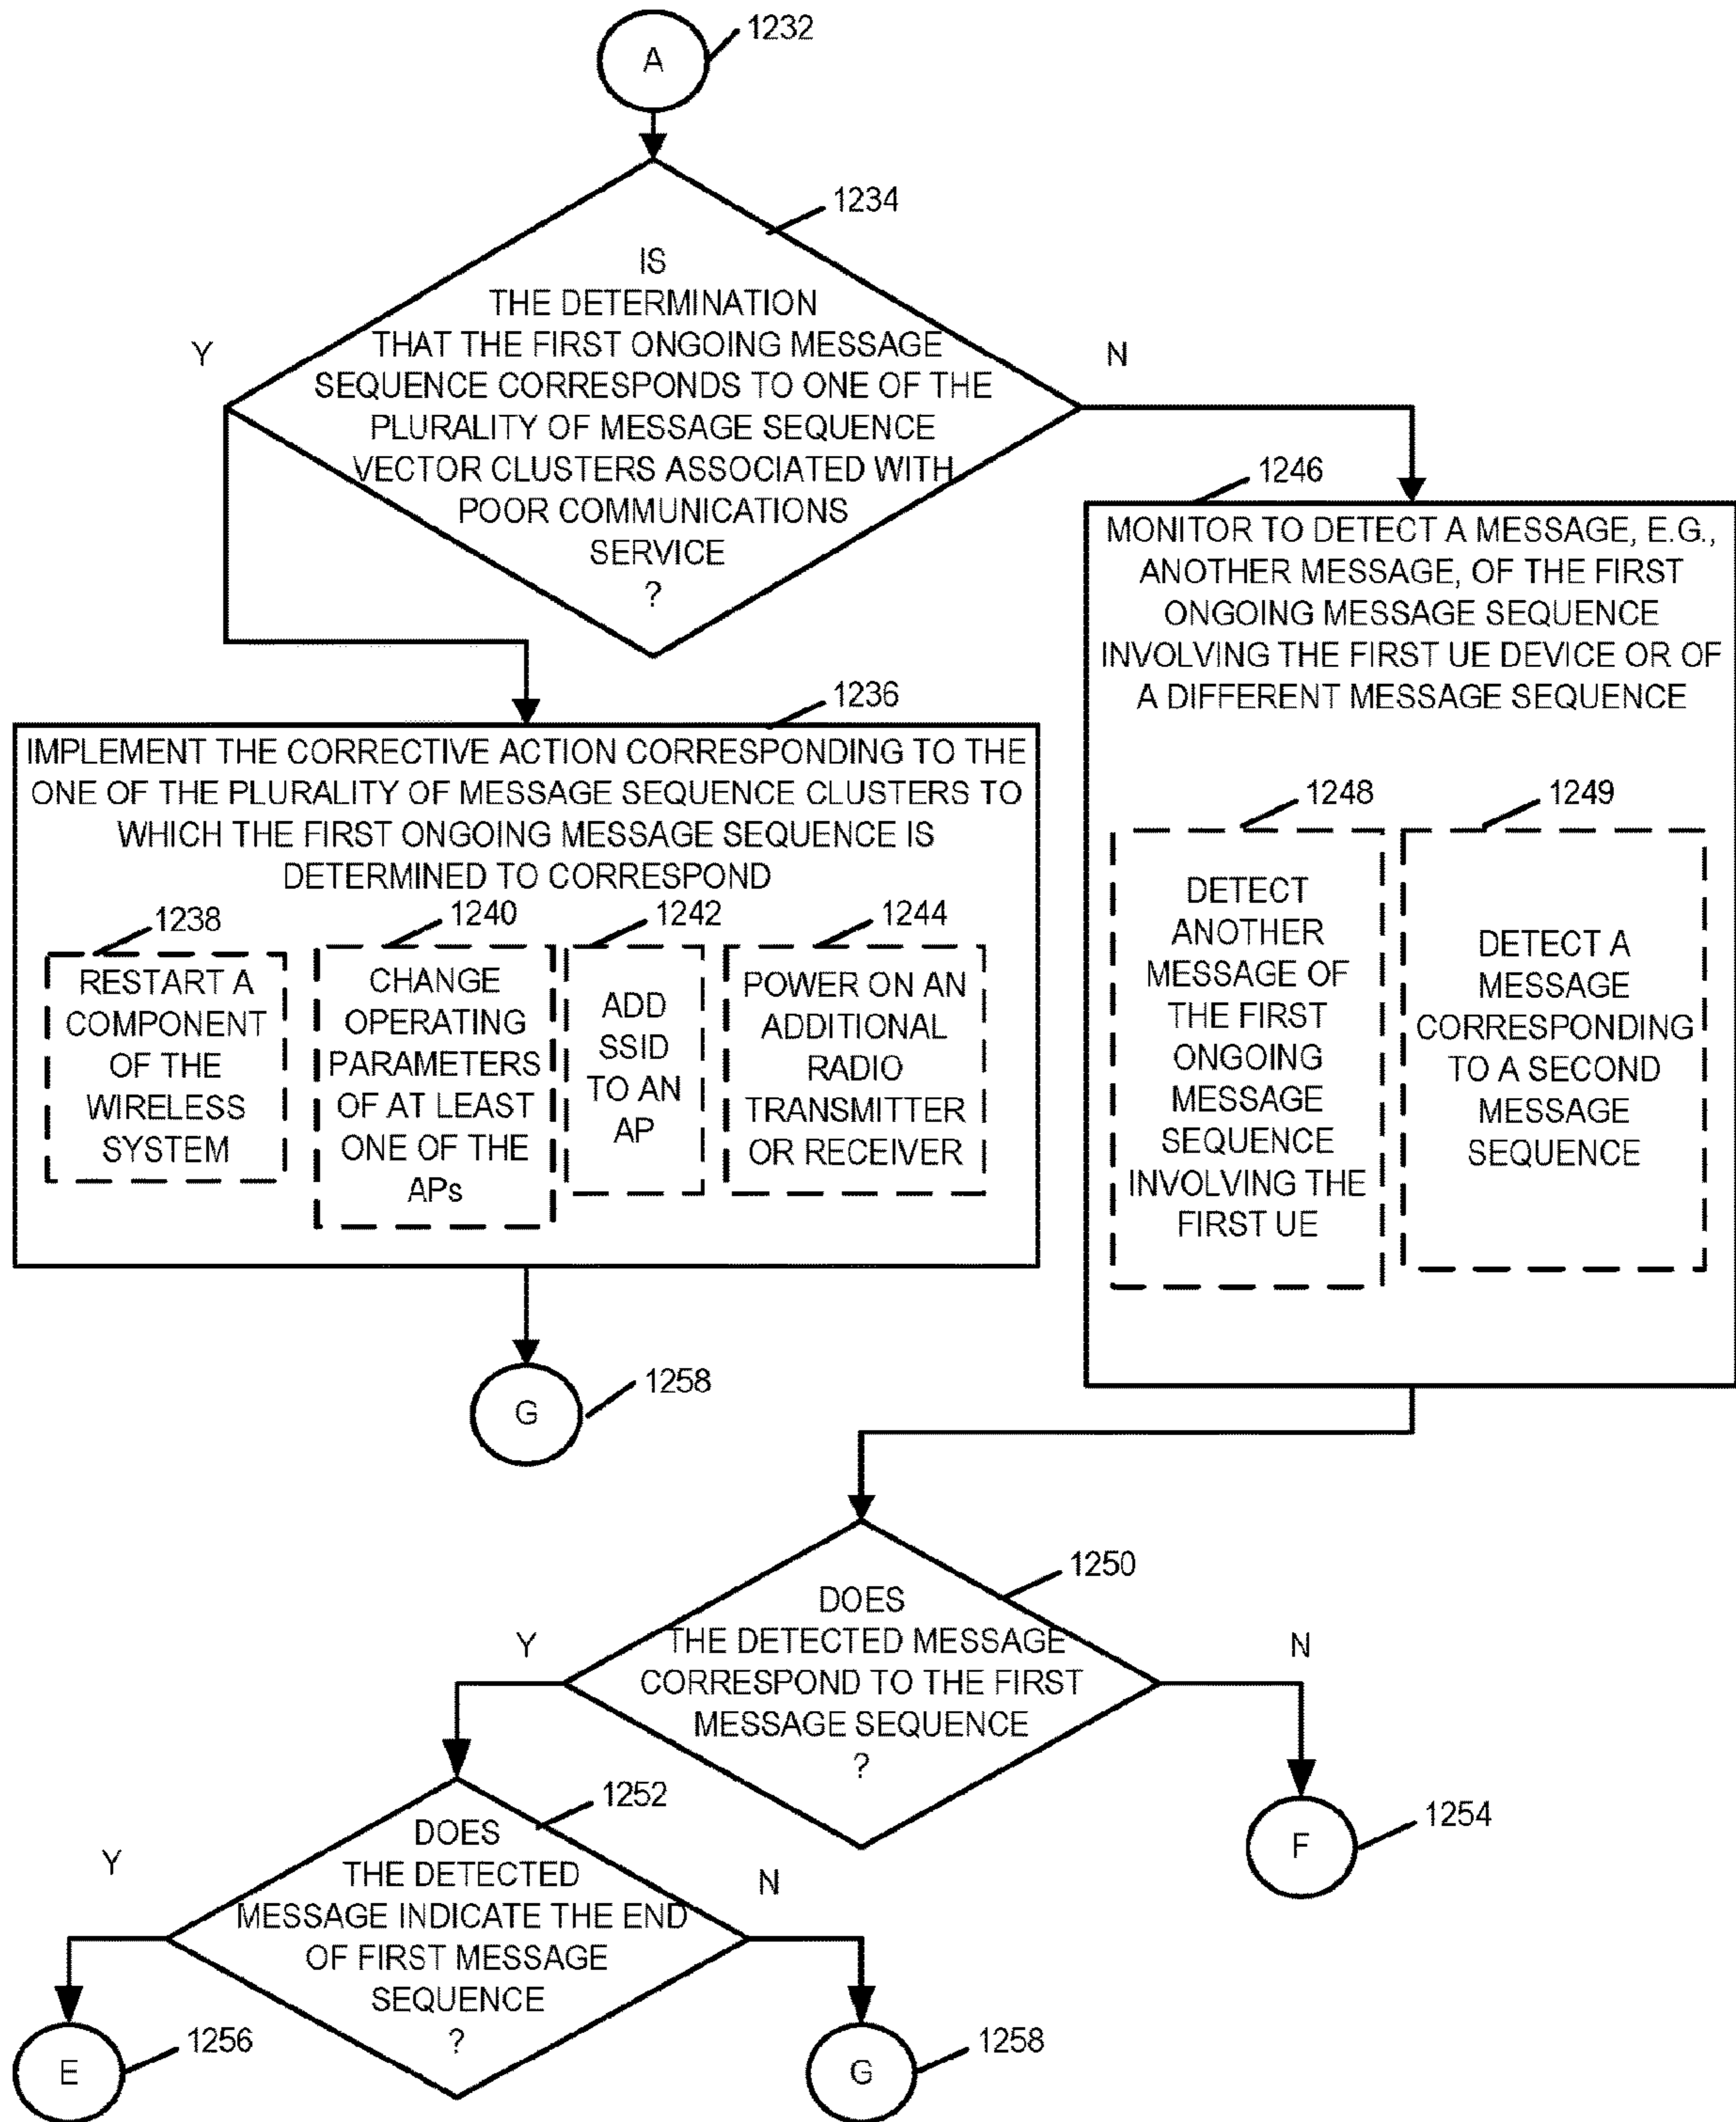 A
1232
1234
IS
THE DETERMINATION
THAT THE FIRST ONGOING MESSAGE
SEQUENCE CORRESPONDS TO ONE OF THE
PLURALITY OF MESSAGE SEQUENCE
VECTOR CLUSTERS ASSOCIATED WITH
POOR COMMUNICATIONS
SERVICE
?
Y
N
1236
IMPLEMENT THE CORRECTIVE ACTION CORRESPONDING TO THE
ONE OF THE PLURALITY OF MESSAGE SEQUENCE CLUSTERS TO
WHICH THE FIRST ONGOING MESSAGE SEQUENCE IS
DETERMINED TO CORRESPOND
1238
RESTART A
COMPONENT
OF THE
WIRELESS
SYSTEM
1240
CHANGE
OPERATING
PARAMETERS
OF AT LEAST
ONE OF THE
APs
1242
ADD
SSID
TO AN
AP
1244
POWER ON AN
ADDITIONAL
RADIO
TRANSMITTER
OR RECEIVER
G
1258
1246
MONITOR TO DETECT A MESSAGE, E.G.,
ANOTHER MESSAGE, OF THE FIRST
ONGOING MESSAGE SEQUENCE
INVOLVING THE FIRST UE DEVICE OR OF
A DIFFERENT MESSAGE SEQUENCE
1248
DETECT
ANOTHER
MESSAGE OF
THE FIRST
ONGOING
MESSAGE
SEQUENCE
INVOLVING THE
FIRST UE
1249
DETECT A
MESSAGE
CORRESPONDING
TO A SECOND
MESSAGE
SEQUENCE
1250
DOES
THE DETECTED MESSAGE
CORRESPOND TO THE FIRST
MESSAGE SEQUENCE
?
Y
N
F
1254
1252
DOES
THE DETECTED
MESSAGE INDICATE THE END
OF FIRST MESSAGE
SEQUENCE
?
Y
N
E
1256
G
1258